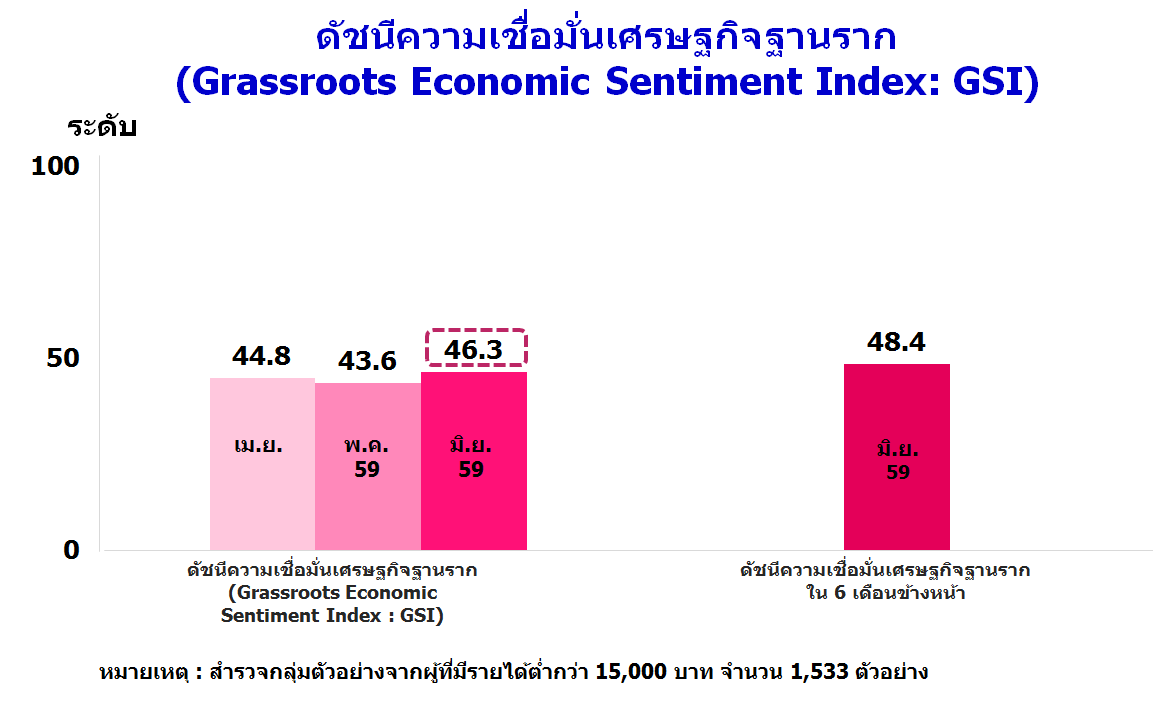 ดัชนีความเชื่อมั่นเศรษฐกิจฐานราก
(Grassroots Economic Sentiment Index: GSI)
ระดับ
100
50
0
44.8
43.6
46.3
48.4
เม.ย.
พ.ค.
59
มิ.ย.
59
มิ.ย.
59
ดัชนีความเชื่อมั่นเศรษฐกิจฐานราก
(Grassroots Economic
Sentiment Index : GSI)
ดัชนีความเชื่อมั่นเศรษฐกิจฐานราก
ใน 6 เดือนข้างหน้า
หมายเหตุ : สำรวจกลุ่มตัวอย่างจากผู้ที่มีรายได้ต่ำกว่า 15,000 บาท จำนวน 1,533 ตัวอย่าง